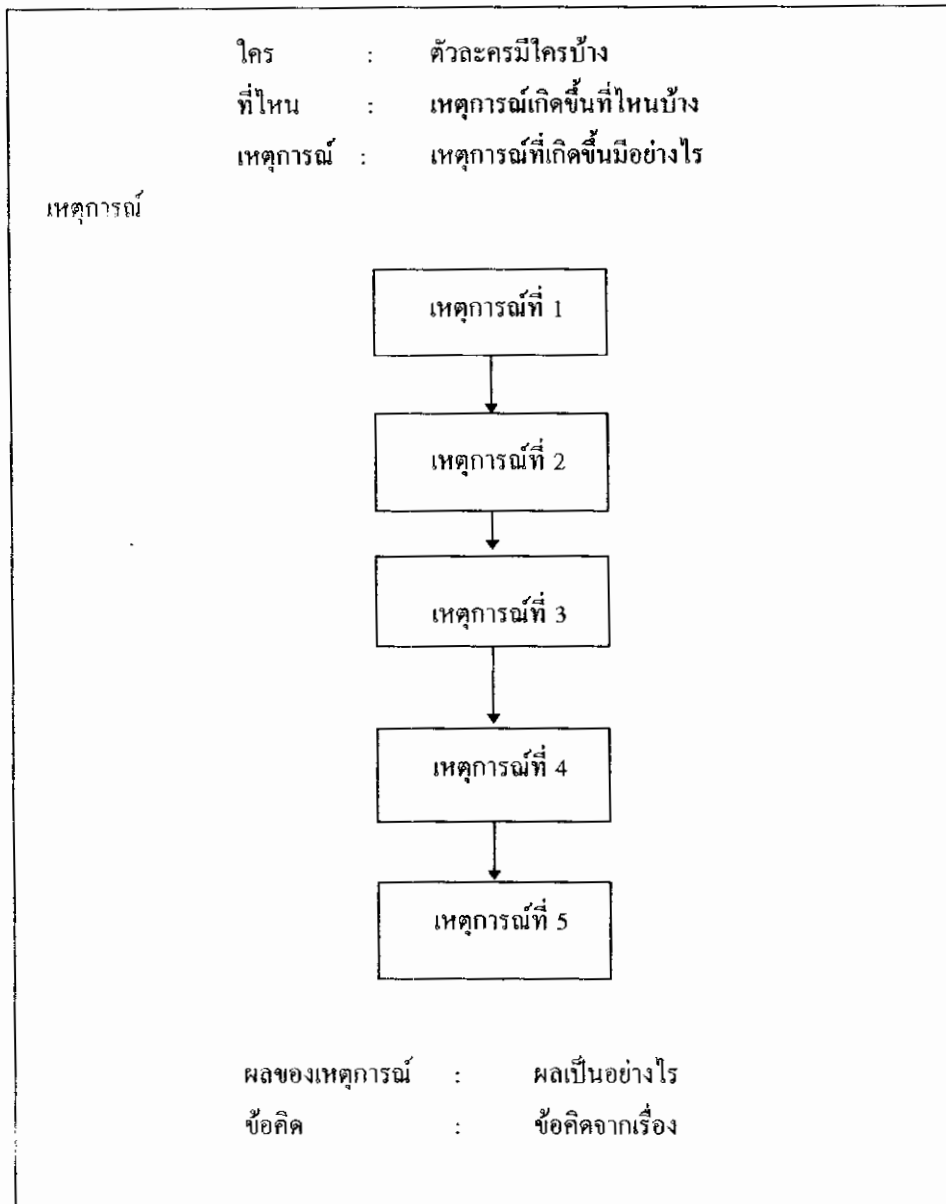 ใคร : ตัวละครมีใครบ้าง
ที่ไหน : เหตุการณ์เกิดขึ้นที่ไหนบ้าง
เหตุการณ์ : เหตุการณ์ที่เกิดขึ้นมีอย่างไร
เหตุการณ์
เหตุการณ์ที่ 1
เหตุการณ์ที่ 2
เหตุการณ์ที่ 3
เหตุการณ์ที่ 4
เหตุการณ์ที่ 5
ผลของเหตุการณ์ : ผลเป็นอย่างไร
ข้อคิด : ข้อคิดจากเรื่อง